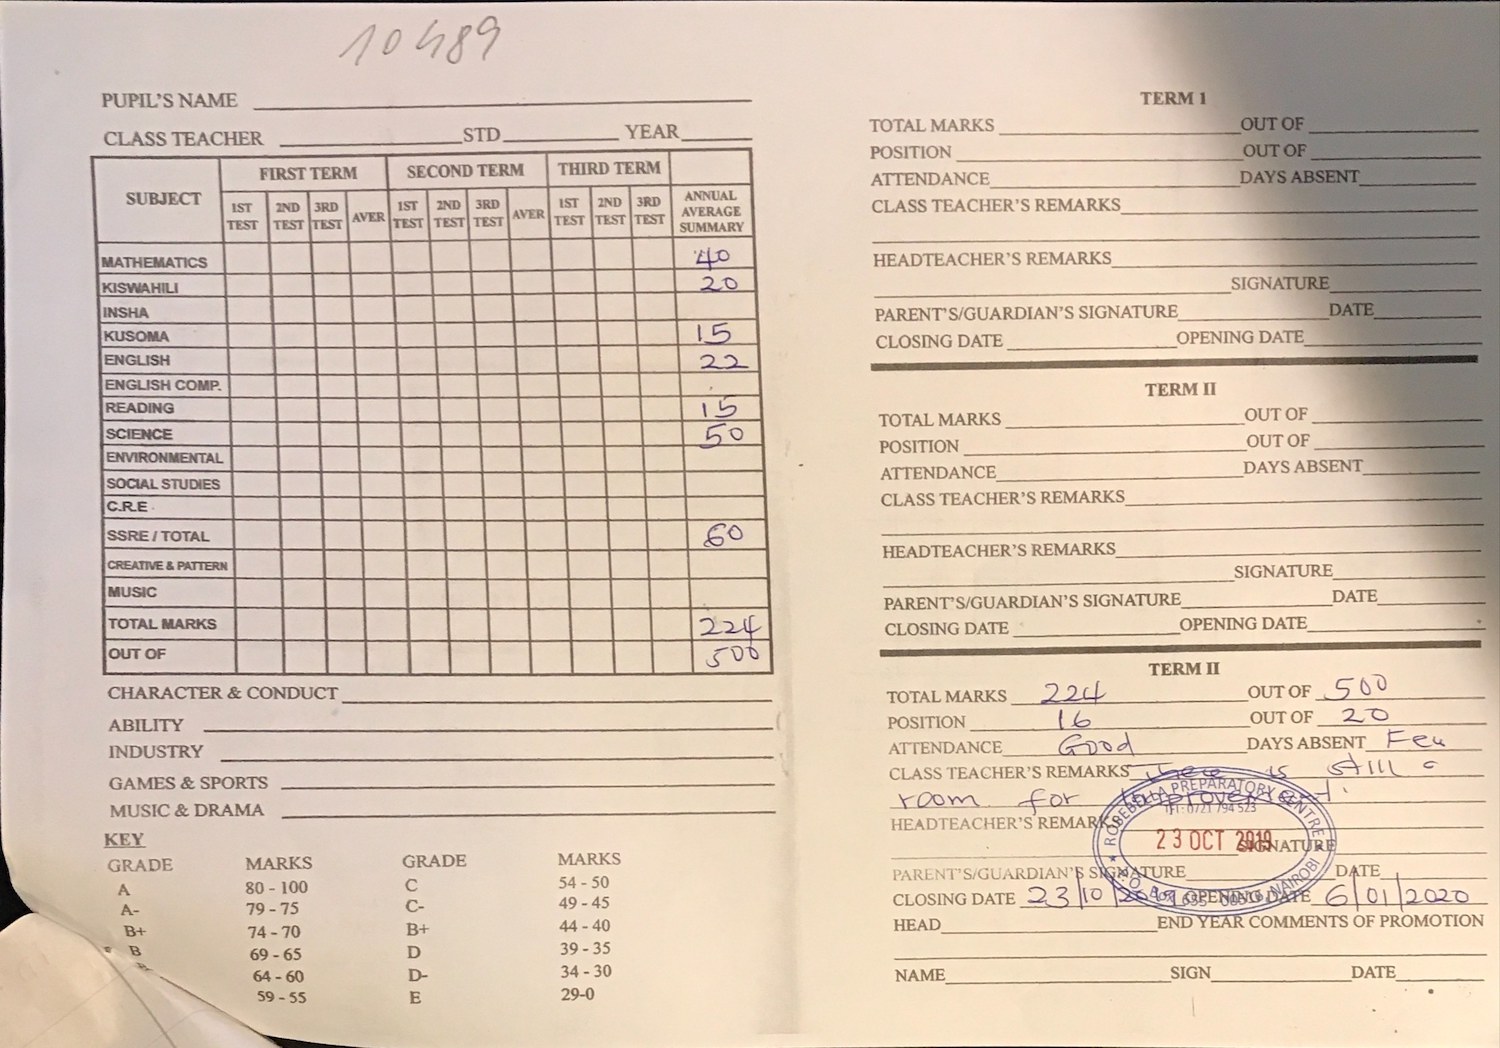 10489
PUPIL'S NAME
CLASS TEACHER STD YEAR
SUBJECT FIRST TERM SECOND TERM THIRD TERM
1ST TEST 2ND TEST 3RD TEST AVER 1ST TEST 2ND TEST 3RD TEST AVER 1ST TEST 2ND TEST 3RD TEST ANNUAL AVERAGE SUMMARY
MATHEMATICS 40
KISWAHILI 20
INSHA
KUSOMA 15
ENGLISH 22
ENGLISH COMP.
READING 15
SCIENCE 50
ENVIRONMENTAL
SOCIAL STUDIES
C.R.E
SSRE / TOTAL 60
CREATIVE & PATTERN
MUSIC
TOTAL MARKS 224
OUT OF 500
CHARACTER & CONDUCT
ABILITY
INDUSTRY
GAMES & SPORTS
MUSIC & DRAMA
KEY
GRADE MARKS GRADE MARKS
A 80 - 100 C 54 - 50
A- 79 - 75 C- 49 - 45
B+ 74 - 70 B+ 44 - 40
B 69 - 65 D 39 - 35
64 - 60 D- 34 - 30
59 - 55 E 29-0
TERM 1
TOTAL MARKS OUT OF
POSITION OUT OF
ATTENDANCE DAYS ABSENT
CLASS TEACHER'S REMARKS
HEADTEACHER'S REMARKS
SIGNATURE
PARENT'S/GUARDIAN'S SIGNATURE DATE
CLOSING DATE OPENING DATE
TERM II
TOTAL MARKS OUT OF
POSITION OUT OF
ATTENDANCE DAYS ABSENT
CLASS TEACHER'S REMARKS
HEADTEACHER'S REMARKS
SIGNATURE
PARENT'S/GUARDIAN'S SIGNATURE DATE
CLOSING DATE OPENING DATE
TERM II
TOTAL MARKS 224 OUT OF 500
POSITION 16 OUT OF 20
ATTENDANCE Good DAYS ABSENT Few
CLASS TEACHER'S REMARKS There is still a
room for improvement.
HEADTEACHER'S REMARKS
SIGNATURE
PARENT'S/GUARDIAN'S SIGNATURE DATE
CLOSING DATE 23/10/2019 OPENING DATE 6/01/2020
HEAD END YEAR COMMENTS OF PROMOTION
NAME SIGN DATE
ROBEBELLA PREPARATORY CENTRE
TEL: 0721 794 523
23 OCT 2019
NAIROBI